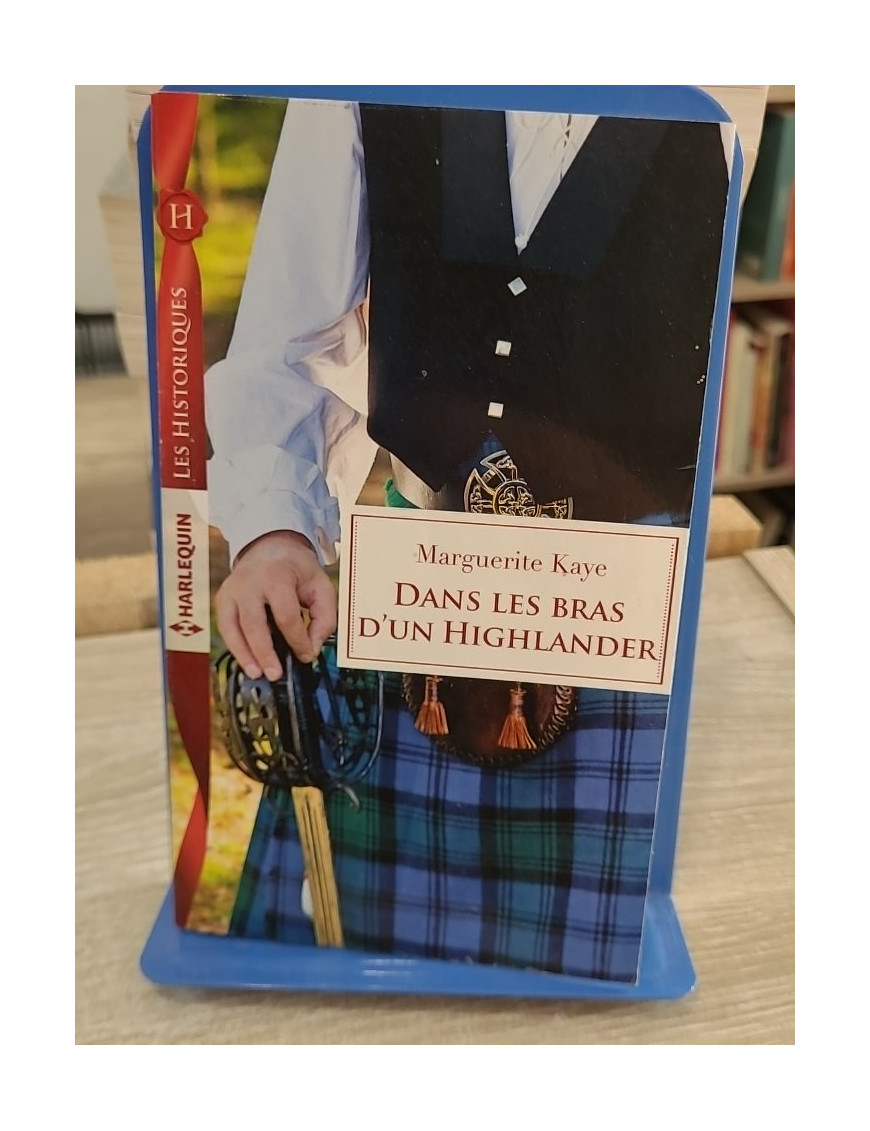 H
LES HISTORIQUES
HARLEQUIN
Marguerite Kaye
DANS LES BRAS
D'UN HIGHLANDER